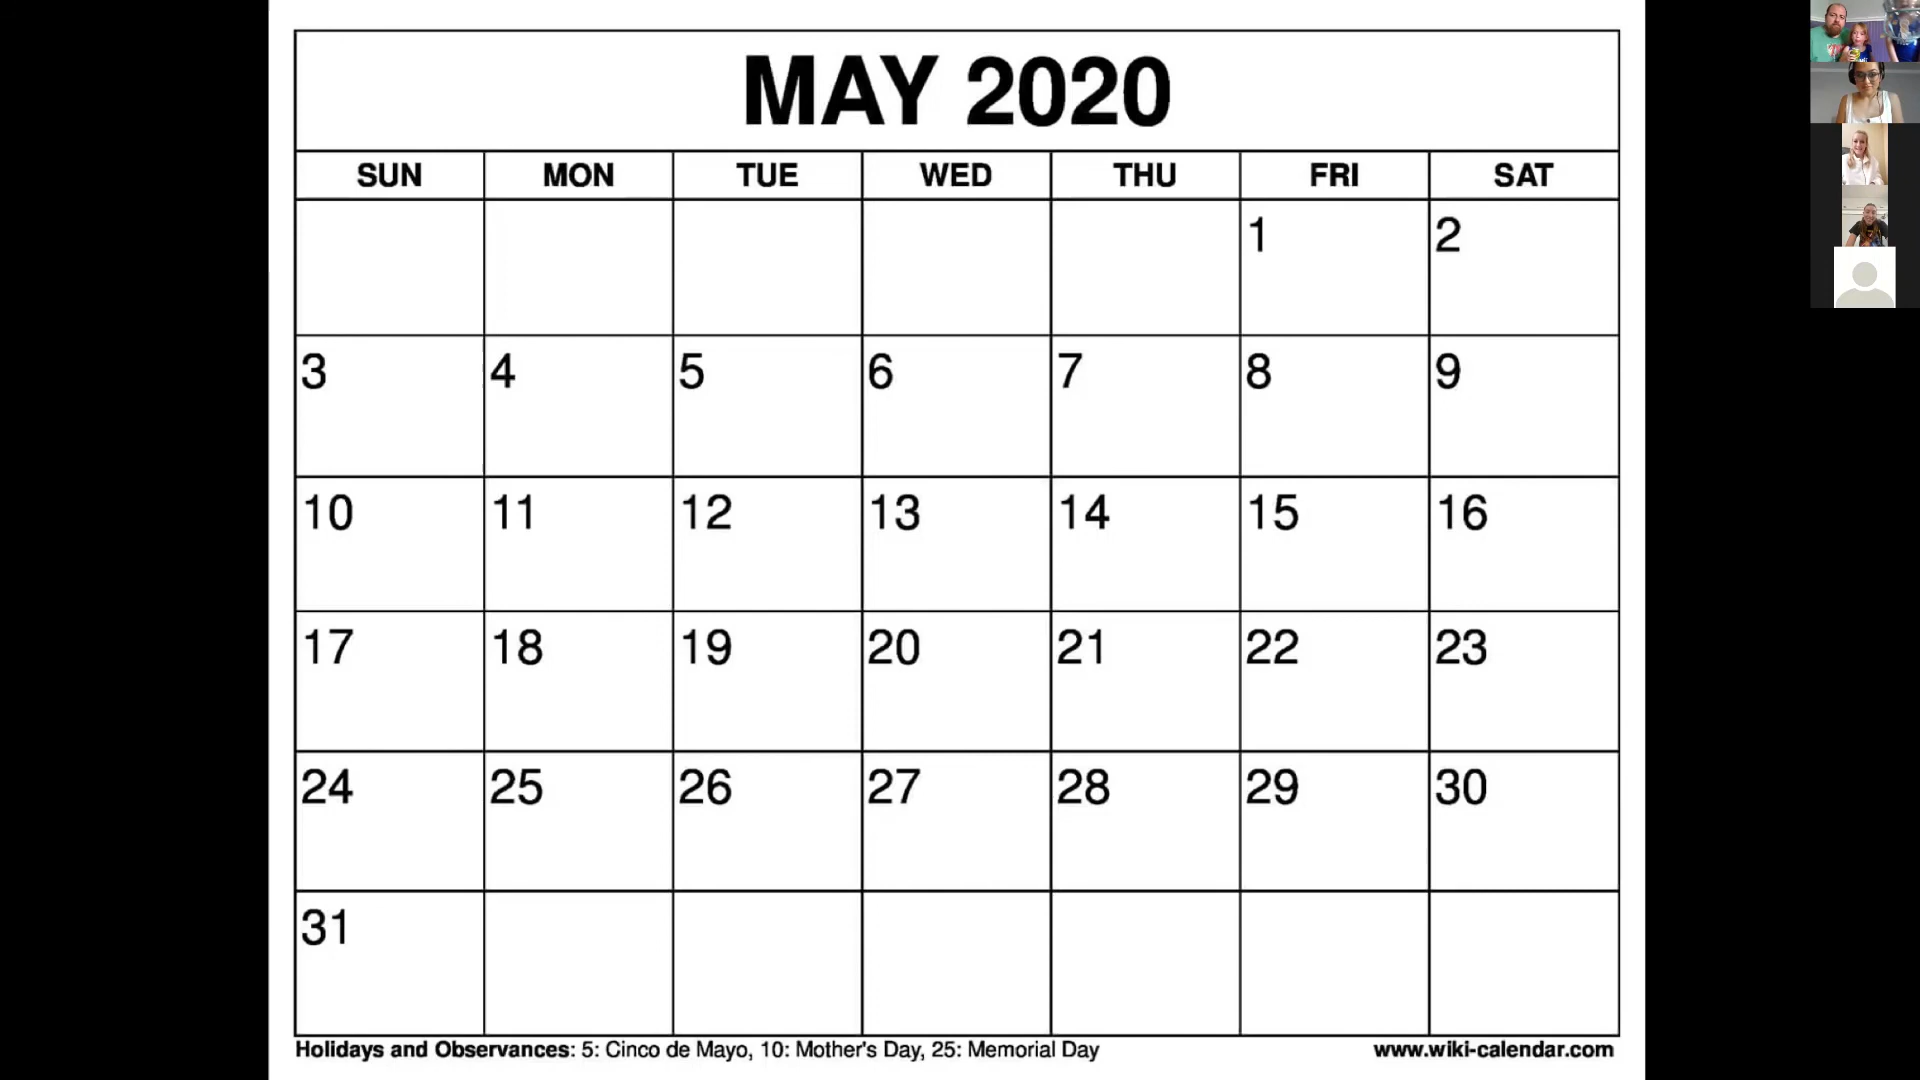 MAY 2020
SUN MON TUE WED THU FRI SAT
1 2
3 4 5 6 7 8 9
10 11 12 13 14 15 16
17 18 19 20 21 22 23
24 25 26 27 28 29 30
31
Holidays and Observances: 5: Cinco de Mayo, 10: Mother's Day, 25: Memorial Day www.wiki-calendar.com